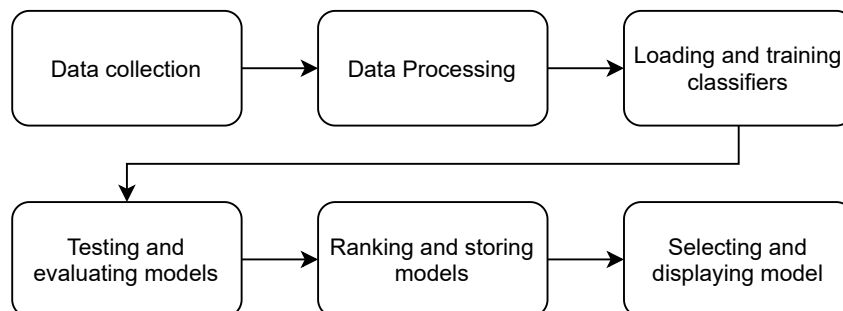 Data collection
Data Processing
Loading and training
classifiers
Testing and
evaluating models
Ranking and storing
models
Selecting and
displaying model